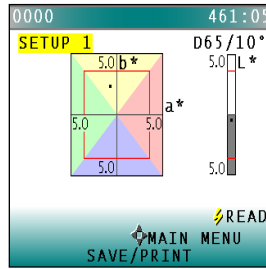 0000 461:05
SETUP 1 D65/10°
5.0 b* 5.0 L*
a*
5.0 5.0
5.0 5.0
READ
MAIN MENU
SAVE/PRINT